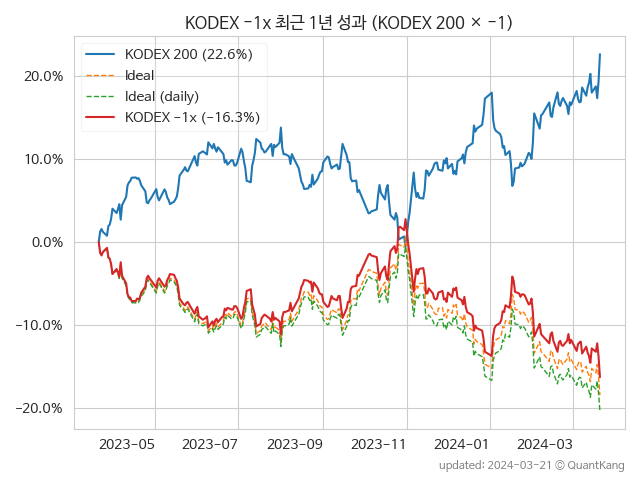 KODEX -1x 최근 1년 성과 (KODEX 200 × -1)
KODEX 200 (22.6%)
Ideal
Ideal (daily)
KODEX -1x (-16.3%)
20.0%
10.0%
0.0%
-10.0%
-20.0%
2023-05 2023-07 2023-09 2023-11 2024-01 2024-03
updated: 2024-03-21 © QuantKang